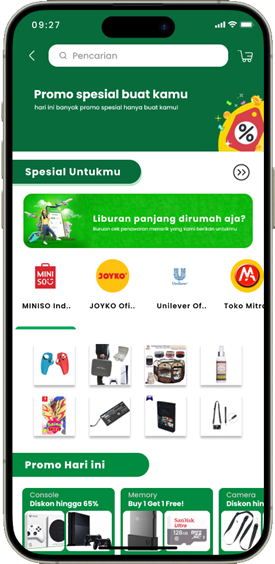 09:27
Pencarian
Promo spesial buat kamu
hari ini banyak promo spesial hanya buat kamu!
%
Spesial Untukmu
Liburan panjang dirumah aja?
Buruan cek penawaran menarik yang kami berikan untukmu
MINI
SO
JOYKO
Unilever
M
MINISO Ind..
JOYKO Ofi..
Unilever Of..
Toko Mitra
Promo Hari ini
Console
Diskon hingga 65%
Memory
Buy 1 Get 1 Free!
Camera
Diskon hin
SanDisk
Ultra
128